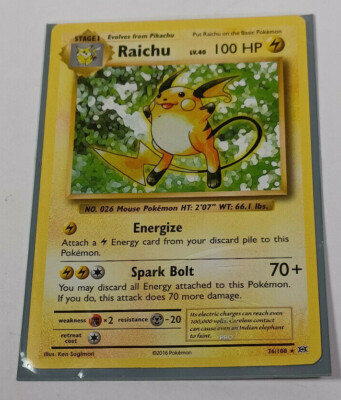 STAGE 1 Evolves from Pikachu Put Raichu on the Basic Pokémon
Raichu LV.40 100 HP
NO. 026 Mouse Pokémon HT: 2'07" WT: 66.1 lbs.
Energize
Attach a Energy card from your discard pile to this
Pokémon.
Spark Bolt 70+
You may discard all Energy attached to this Pokémon.
If you do, this attack does 70 more damage.
weakness ×2 resistance -20
retreat
cost
Its electric charges can reach even
100,000 volts. Careless contact
can cause even an Indian elephant
to faint.
Illus. Ken Sugimori ©2016 Pokémon 36/108 ★